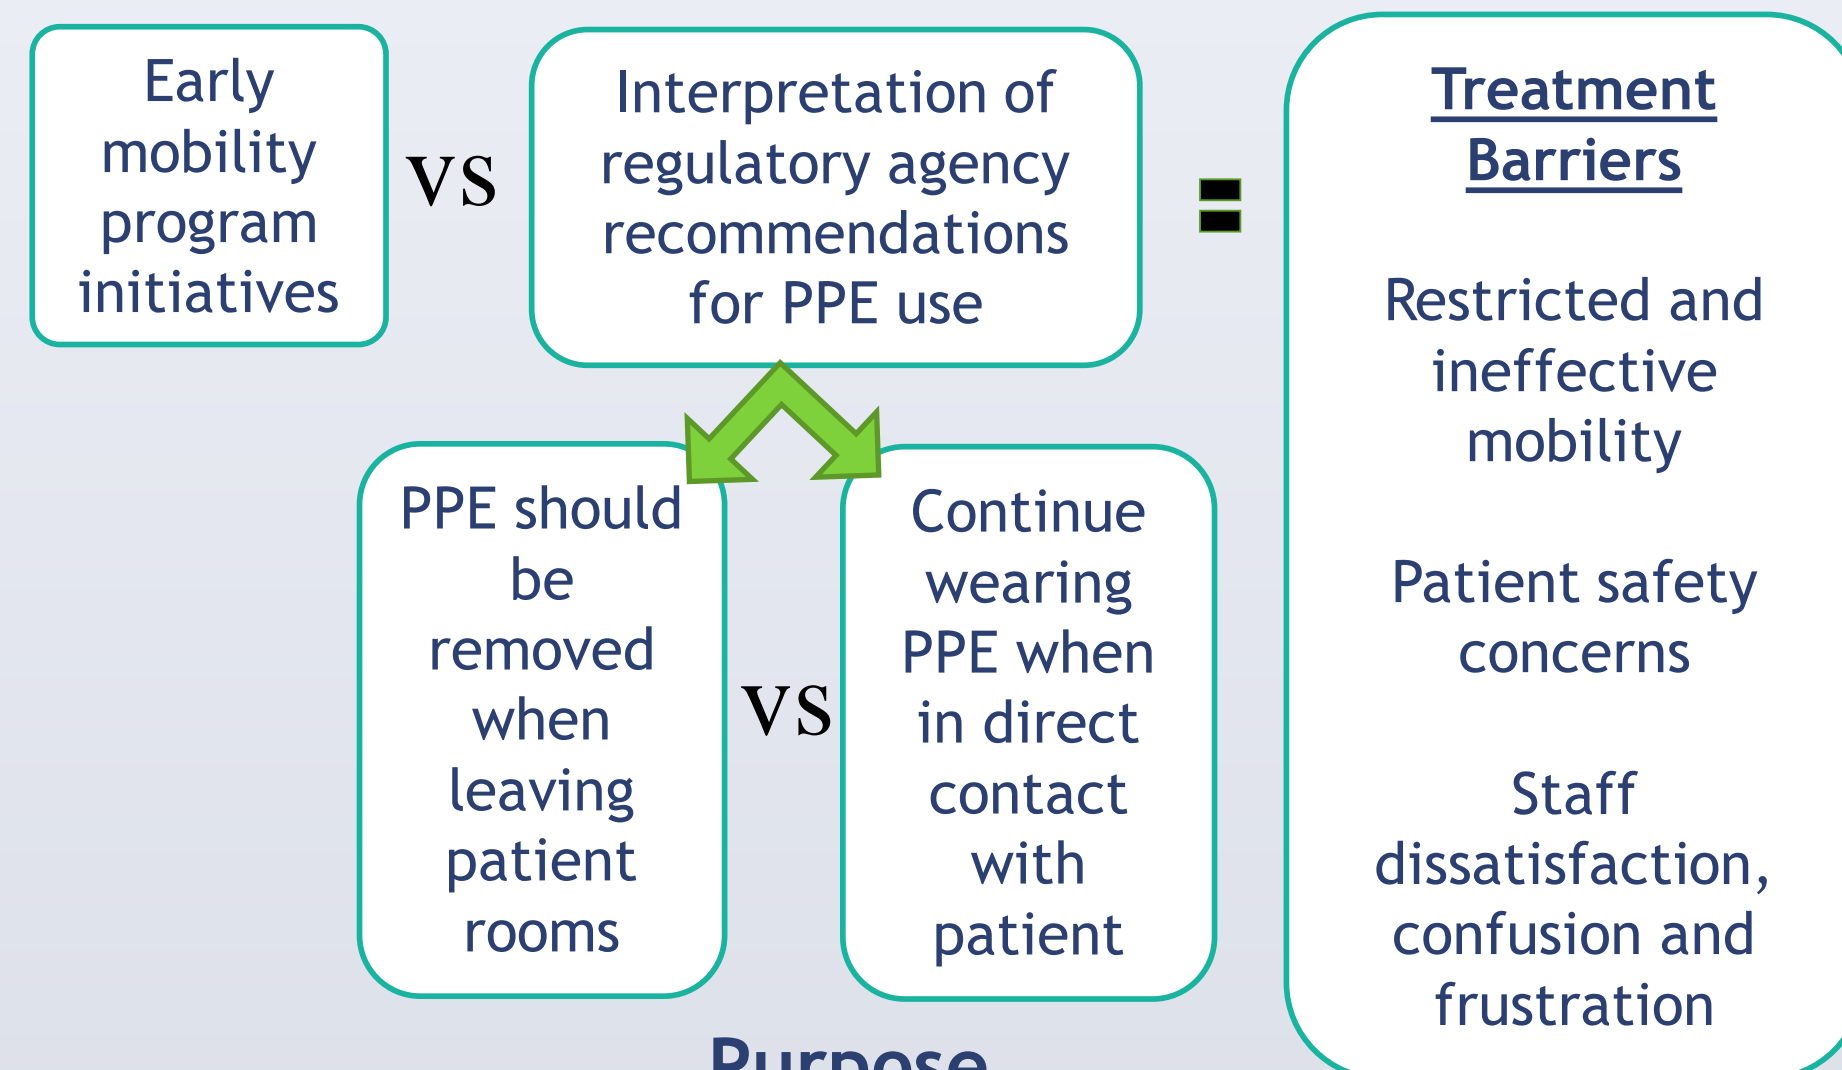 Early
mobility
program
initiatives
vs
Interpretation of
regulatory agency
recommendations
for PPE use
=
PPE should
be
removed
when
leaving
patient
rooms
vs
Continue
wearing
PPE when
in direct
contact
with
patient
Treatment
Barriers
Restricted and
ineffective
mobility
Patient safety
concerns
Staff
dissatisfaction,
confusion and
frustration
Purpose